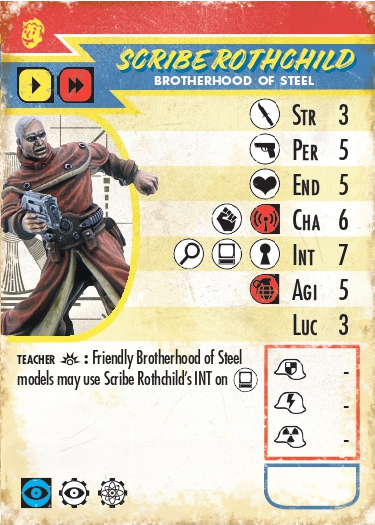 SCRIBE ROTHCHILD
BROTHERHOOD OF STEEL
STR 3
PER 5
END 5
CHA 6
INT 7
AGI 5
LUC 3
TEACHER : Friendly Brotherhood of Steel
models may use Scribe Rothchild's INT on
-
-
-